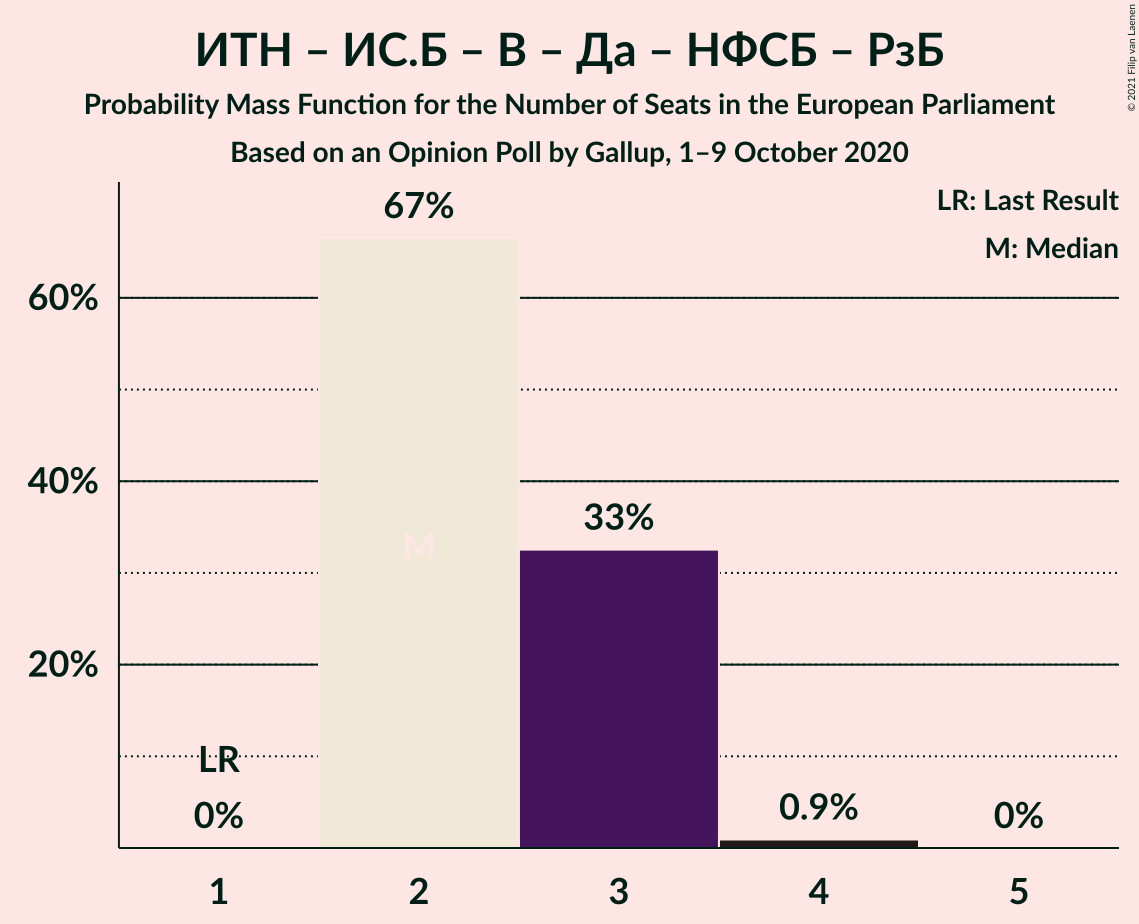 ИТН – ИС.Б – В – Да – НФСБ – РзБ
Probability Mass Function for the Number of Seats in the European Parliament
Based on an Opinion Poll by Gallup, 1–9 October 2020
© 2021 Filip van Laenen
LR: Last Result
M: Median
67%
60%
40%
33%
M
20%
LR
0%
0.9%
0%
1 2 3 4 5